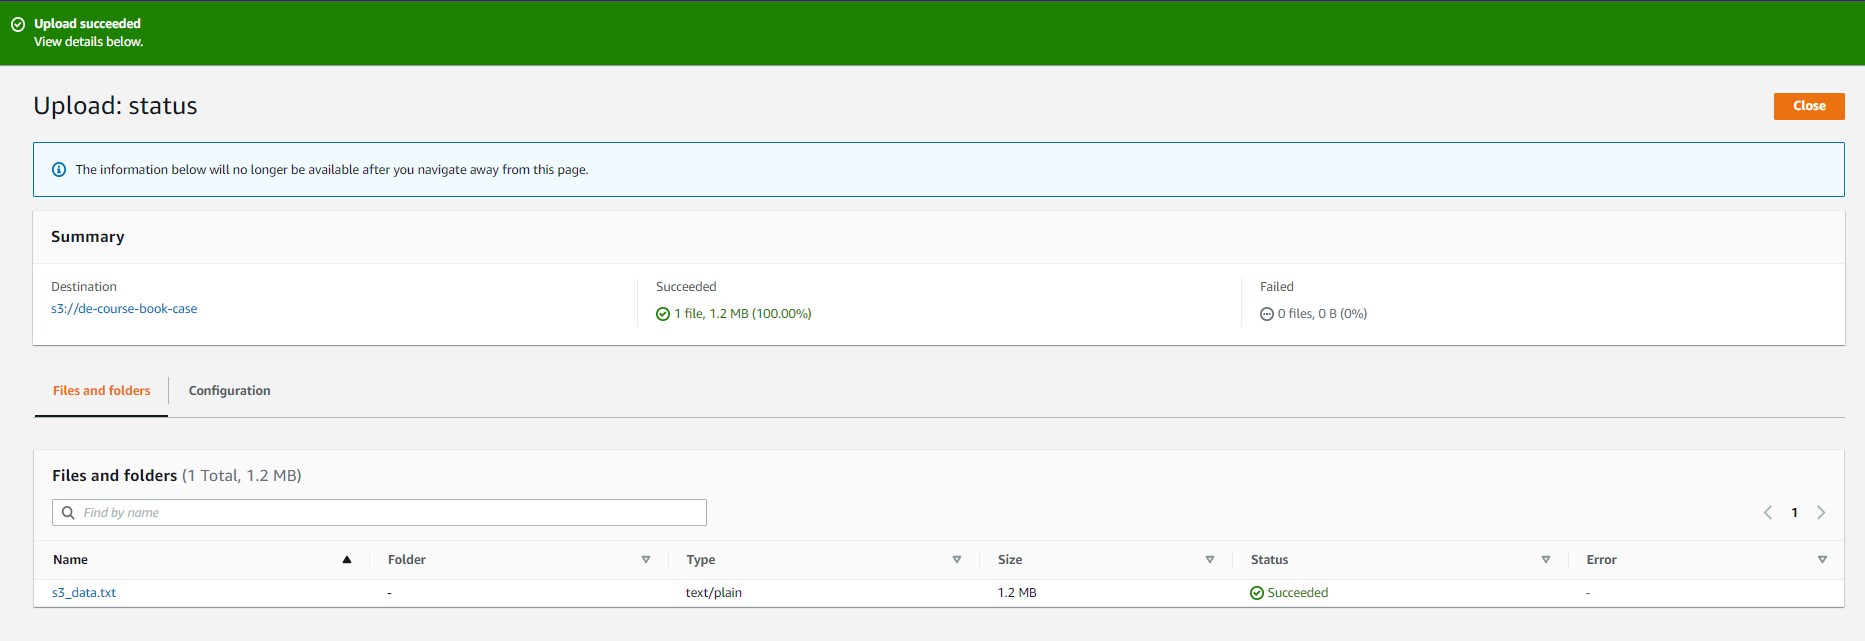 Upload succeeded
View details below.
Upload: status
Close
The information below will no longer be available after you navigate away from this page.
Summary
Destination
s3://de-course-book-case
Succeeded
1 file, 1.2 MB (100.00%)
Failed
0 files, 0 B (0%)
Files and folders
Configuration
Files and folders (1 Total, 1.2 MB)
Find by name
1
Name Folder Type Size Status Error
s3_data.txt - text/plain 1.2 MB Succeeded -